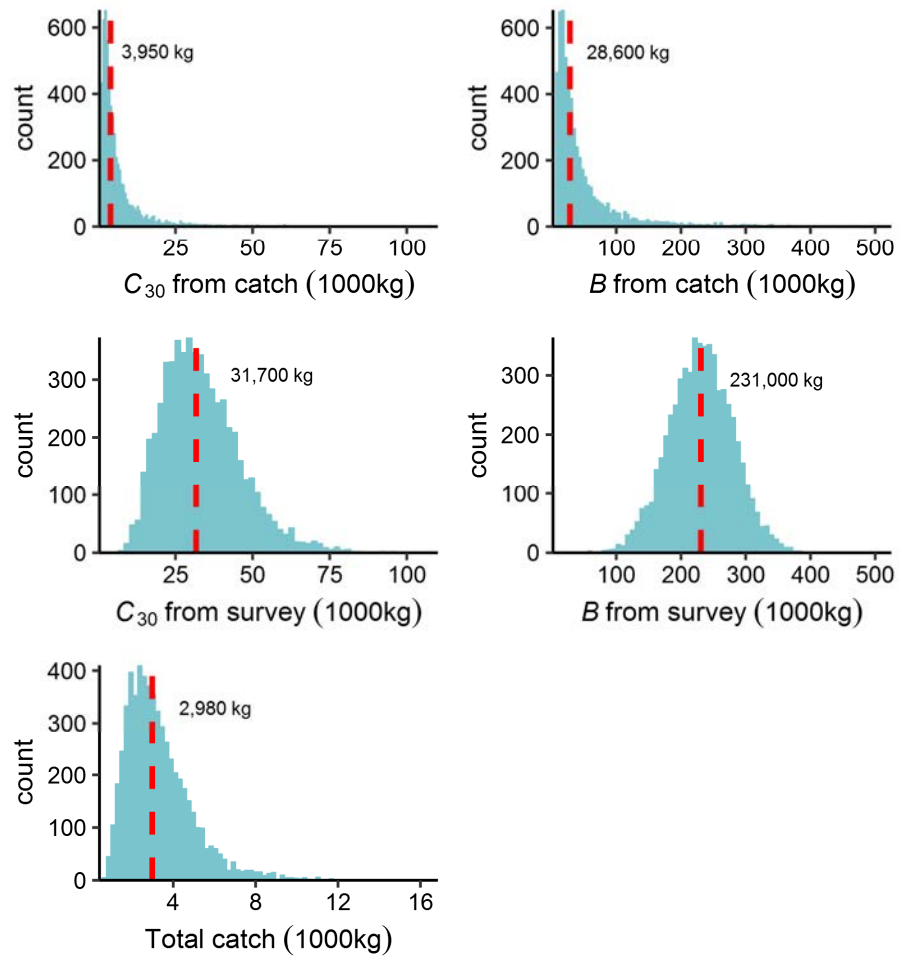 600
400
200
0
count
3,950 kg
25 50 75 100
C30 from catch (1000kg)
600
400
200
0
count
28,600 kg
100 200 300 400 500
B from catch (1000kg)
300
200
100
0
count
31,700 kg
25 50 75 100
C30 from survey (1000kg)
300
200
100
0
count
231,000 kg
100 200 300 400 500
B from survey (1000kg)
400
300
200
100
0
count
2,980 kg
4 8 12 16
Total catch (1000kg)